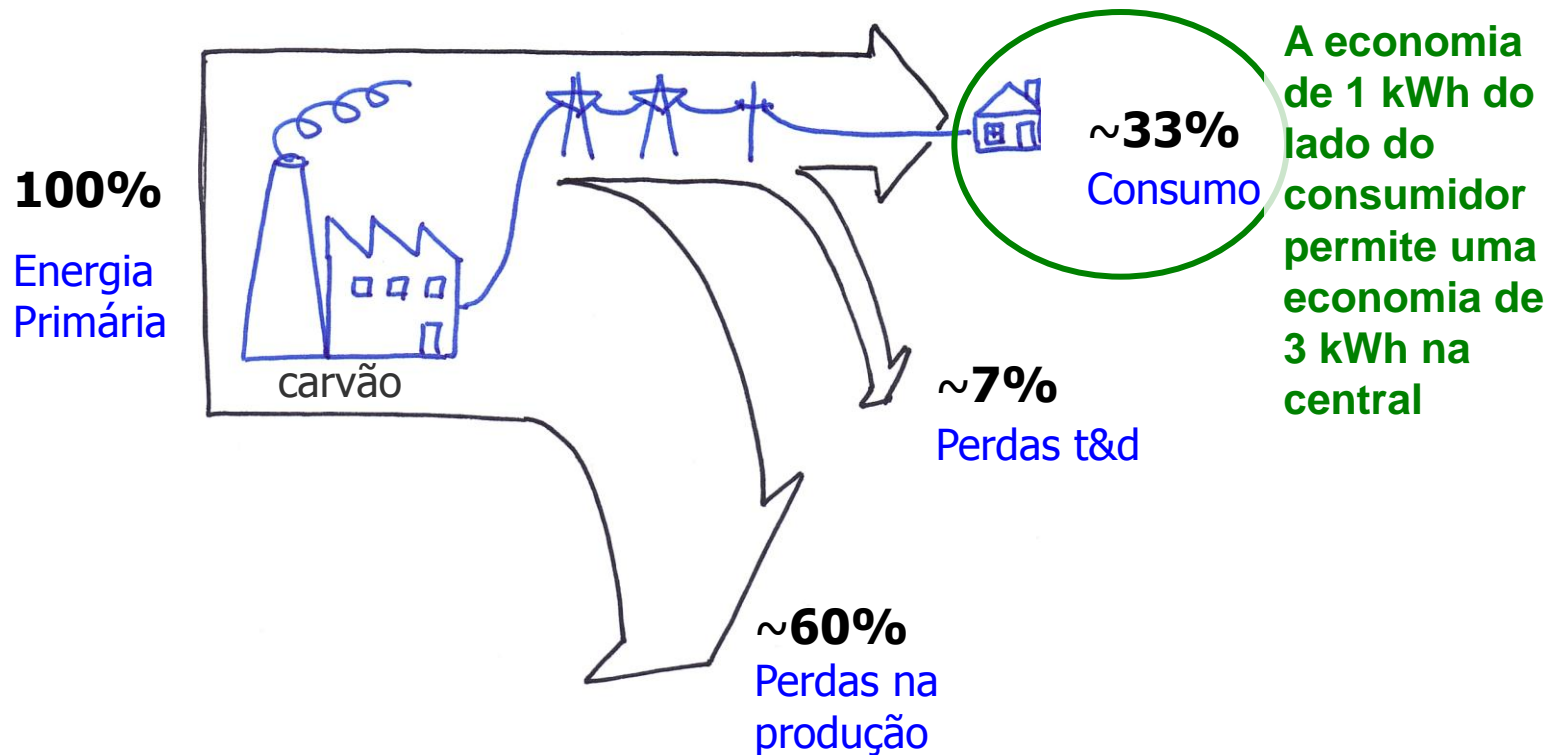 100%
Energia
Primária
carvão
~33%
Consumo
A economia
de 1 kWh do
lado do
consumidor
permite uma
economia de
3 kWh na
central
~7%
Perdas t&d
~60%
Perdas na
produção